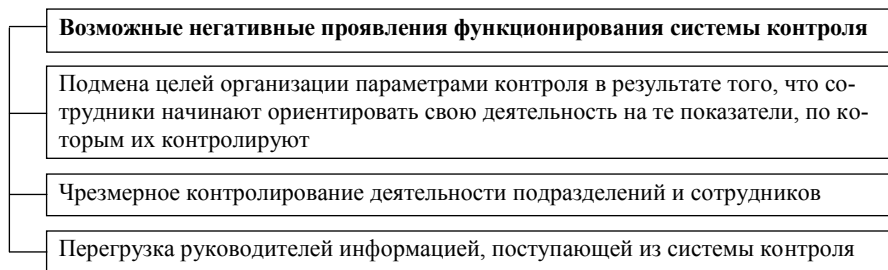 Возможные негативные проявления функционирования системы контроля
Подмена целей организации параметрами контроля в результате того, что со-
трудники начинают ориентировать свою деятельность на те показатели, по ко-
торым их контролируют
Чрезмерное контролирование деятельности подразделений и сотрудников
Перегрузка руководителей информацией, поступающей из системы контроля